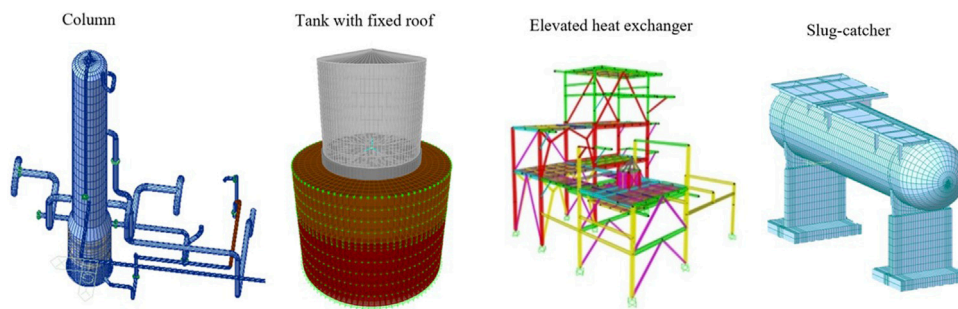 Column
Tank with fixed roof
Elevated heat exchanger
Slug-catcher